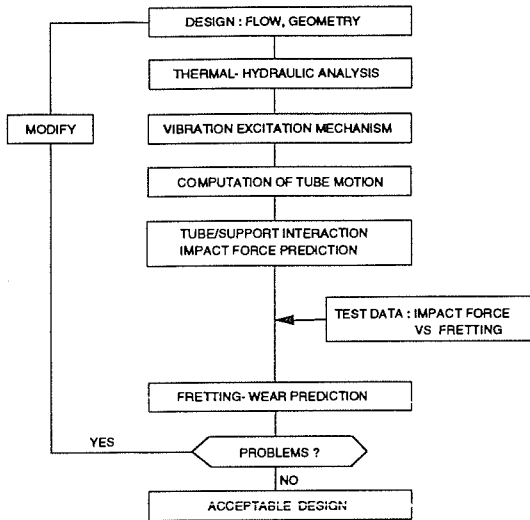 DESIGN : FLOW, GEOMETRY
THERMAL- HYDRAULIC ANALYSIS
MODIFY
VIBRATION EXCITATION MECHANISM
COMPUTATION OF TUBE MOTION
TUBE/SUPPORT INTERACTION
IMPACT FORCE PREDICTION
TEST DATA : IMPACT FORCE
VS FRETTING
FRETTING- WEAR PREDICTION
YES
PROBLEMS ?
NO
ACCEPTABLE DESIGN